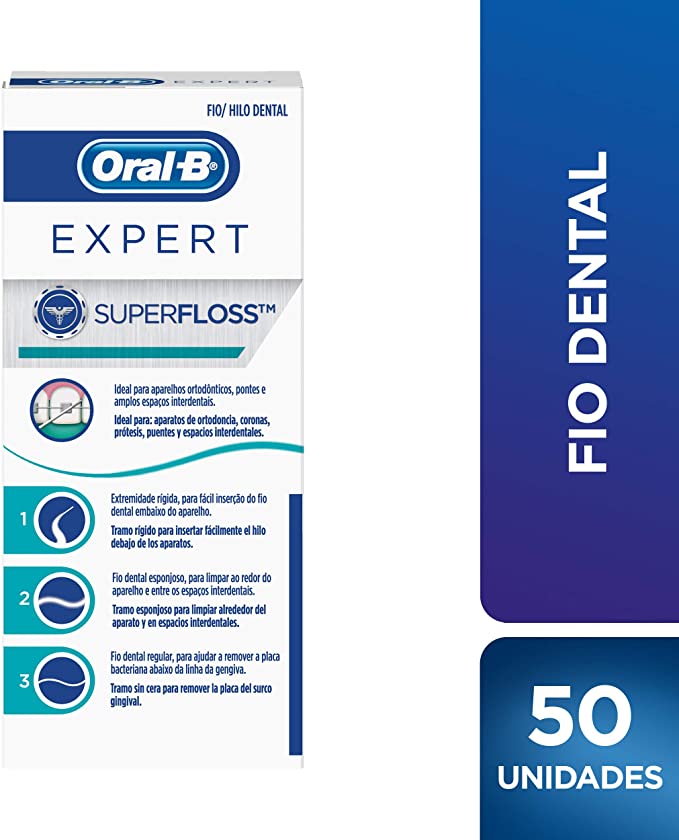 Oral-B EXPERT
FIO/ HILO DENTAL
Oral-B®
EXPERT
SUPERFLOSS™
Ideal para aparelhos ortodônticos, pontes e
amplos espaços interdentais.
Ideal para: aparatos de ortodoncia, coronas,
prótesis, puentes y espacios interdentales.
1
Extremidade rígida, para fácil inserção do fio
dental embaixo do aparelho.
Tramo rígido para insertar fácilmente el hilo
debajo de los aparatos.
2
Fio dental esponjoso, para limpar ao redor do
aparelho e entre os espaços interdentais.
Tramo esponjoso para limpiar alrededor del
aparato y en espacios interdentales.
3
Fio dental regular, para ajudar a remover a placa
bacteriana abaixo da linha da gengiva.
Tramo sin cera para remover la placa del surco
gingival.
FIO DENTAL
50
UNIDADES